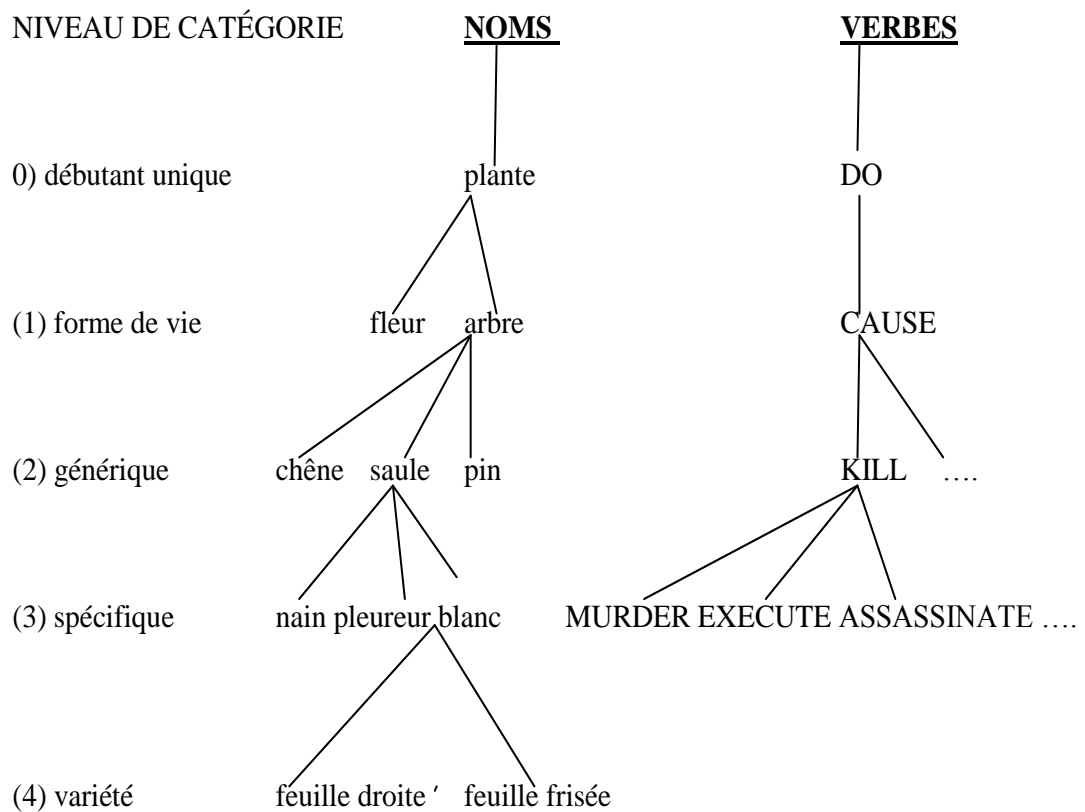 NIVEAU DE CATÉGORIE NOMS VERBES
0) débutant unique plante DO
(1) forme de vie fleur arbre CAUSE
(2) générique chêne saule pin KILL ….
(3) spécifique nain pleureur blanc MURDER EXECUTE ASSASSINATE ….
(4) variété feuille droite ’ feuille frisée